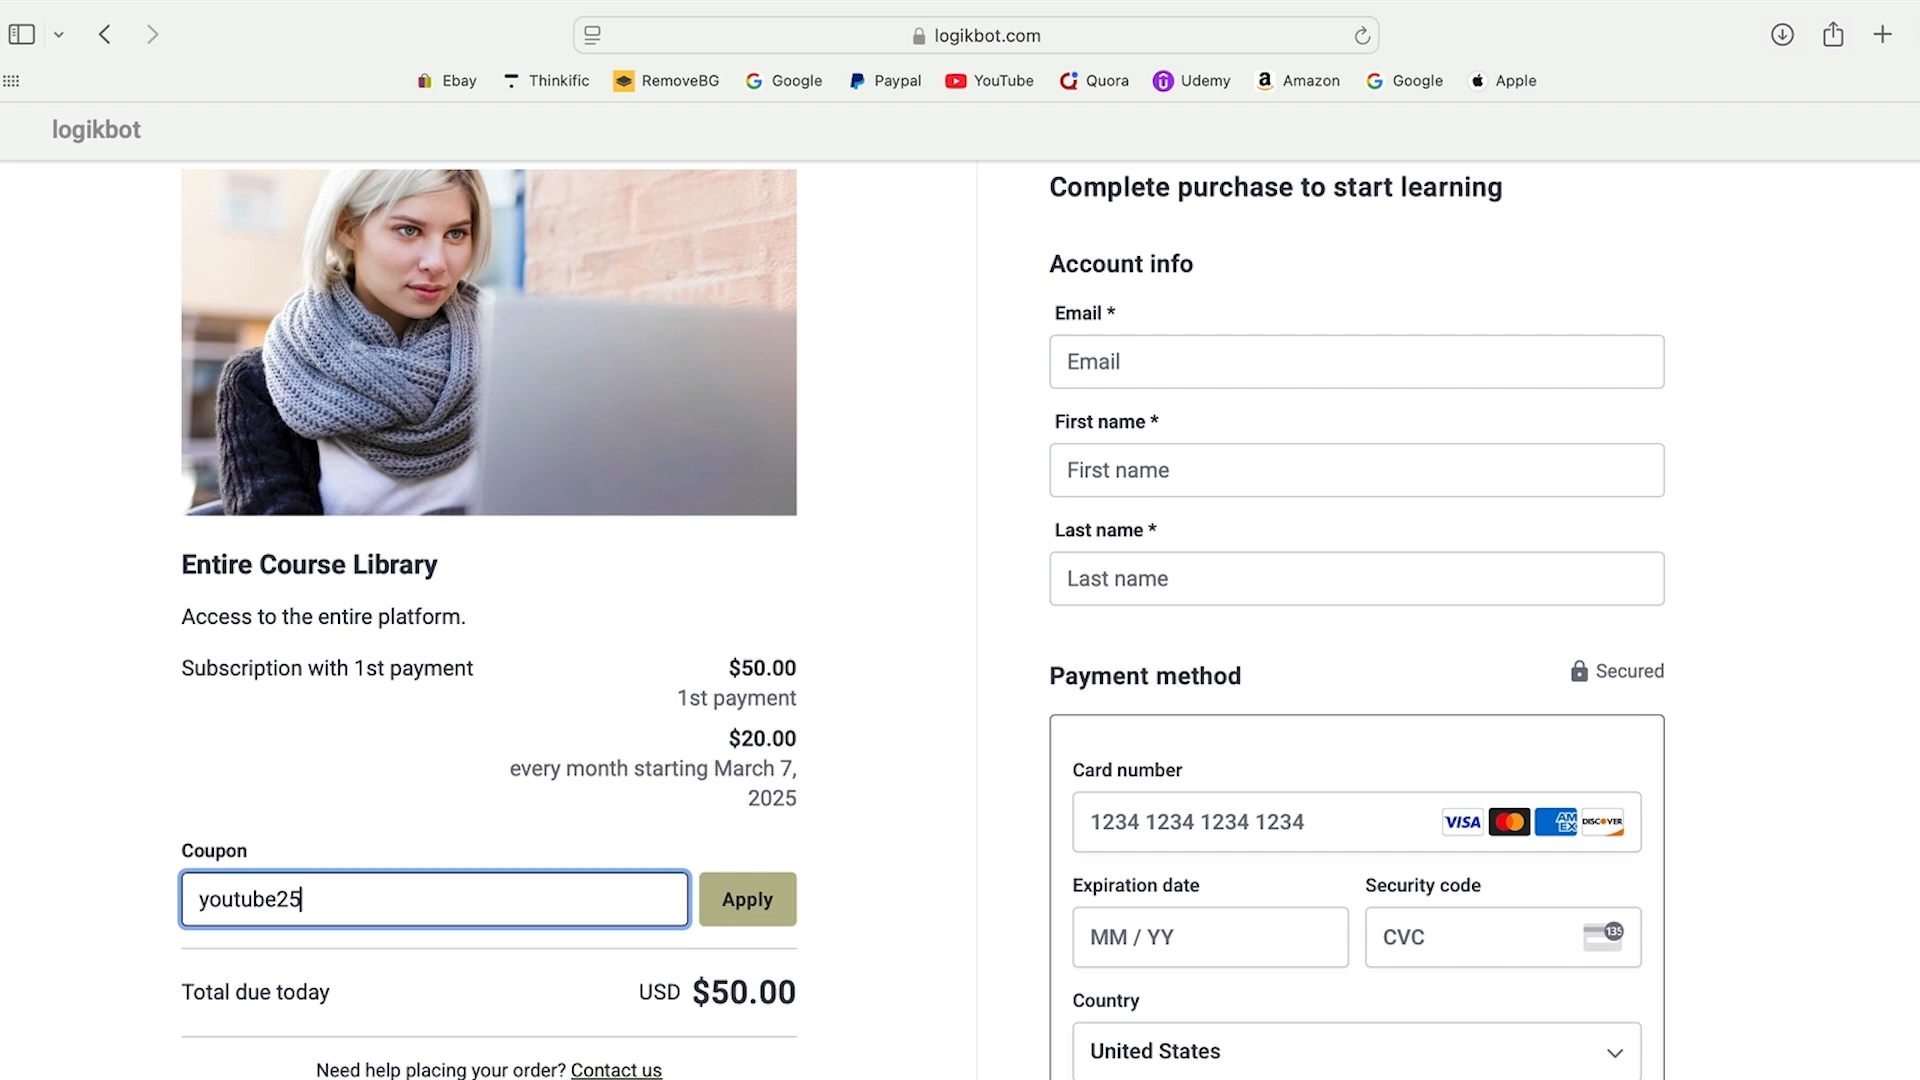 logikbot.com
Ebay Thinkific RemoveBG Google Paypal YouTube Quora Udemy Amazon Google Apple
logikbot
Entire Course Library
Access to the entire platform.
Subscription with 1st payment $50.00
1st payment
$20.00
every month starting March 7,
2025
Coupon
youtube25 Apply
Total due today USD $50.00
Need help placing your order? Contact us
Complete purchase to start learning
Account info
Email *
Email
First name *
First name
Last name *
Last name
Payment method Secured
Card number
1234 1234 1234 1234 VISA AM EX DISCOVER
Expiration date Security code
MM / YY CVC 135
Country
United States